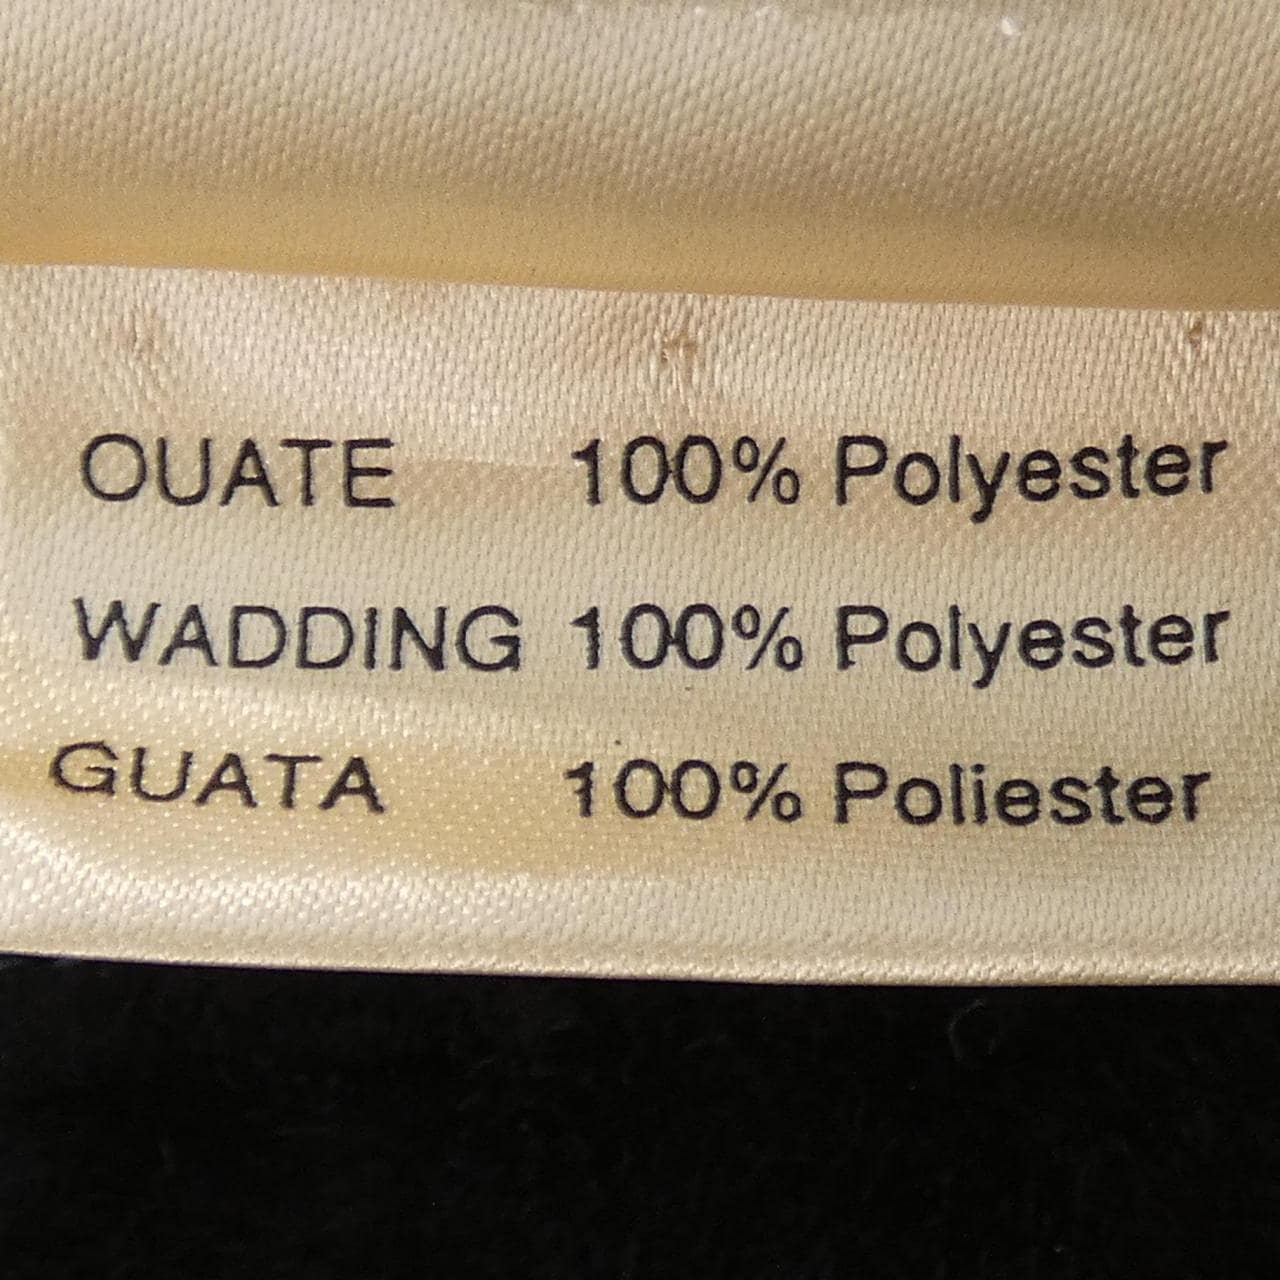 OUATE 100% Polyester
WADDING 100% Polyester
GUATA 100% Poliester